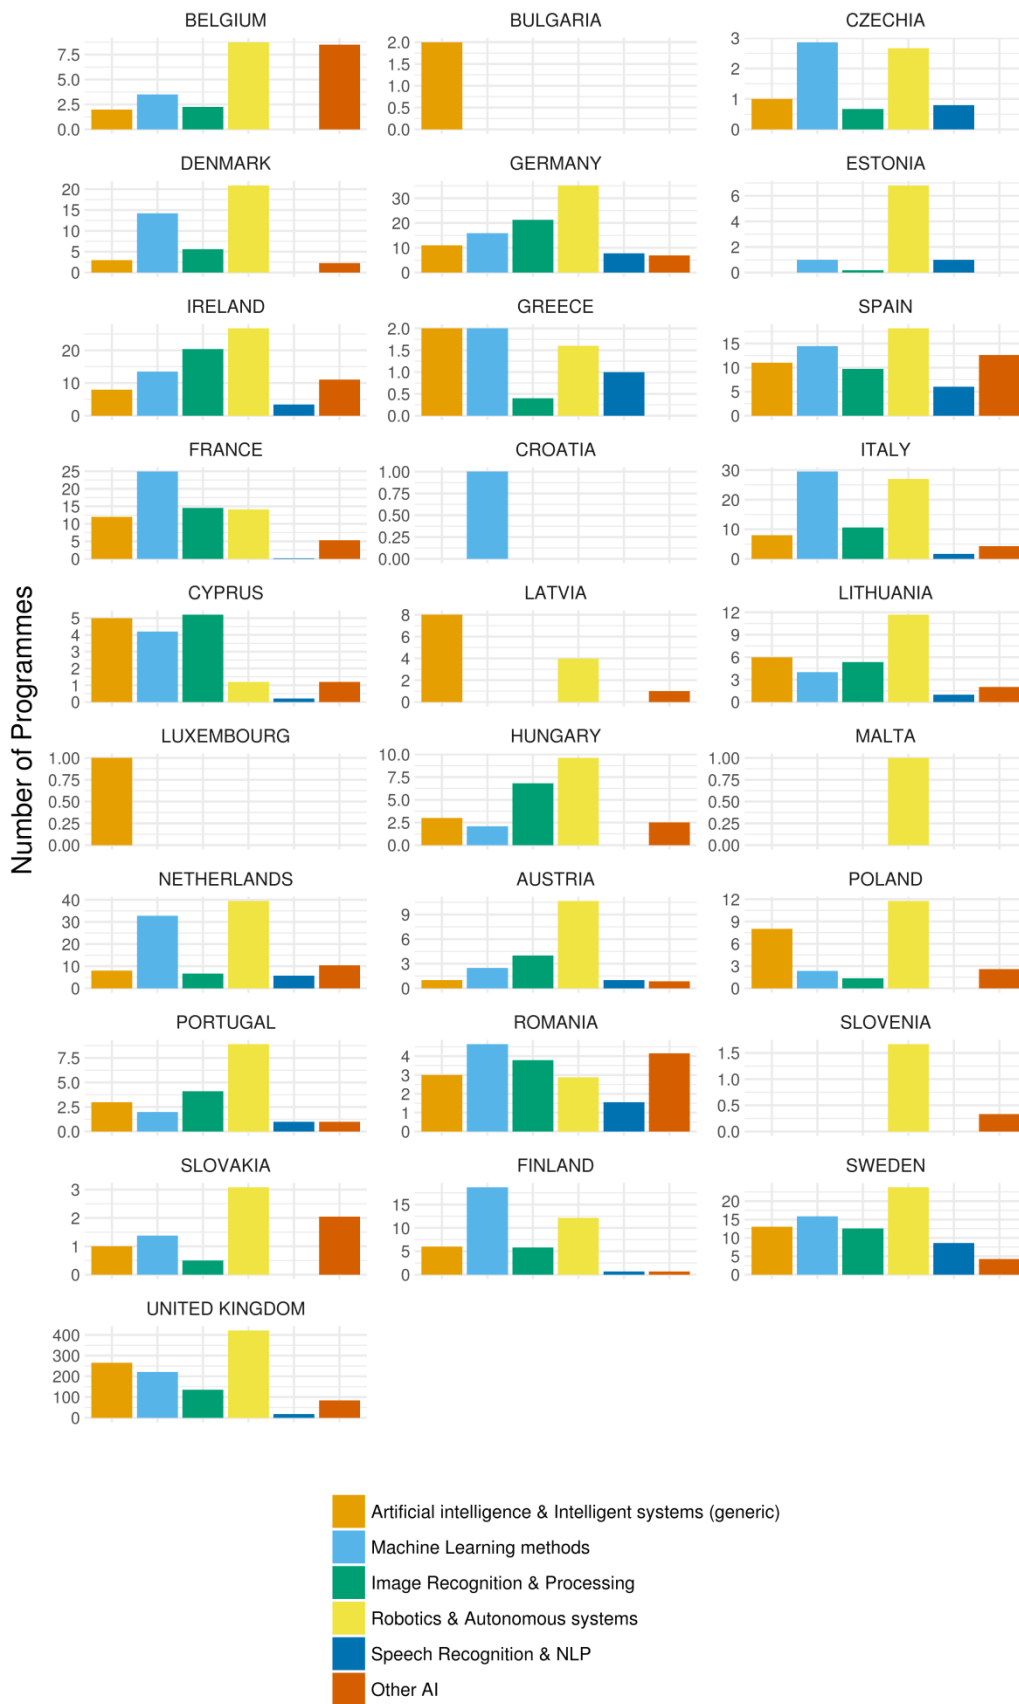 BELGIUM BULGARIA CZECHIA
7.5 2.0 3
5.0 1.5 2
2.5 1.0 1
0.0 0.5 0
0.0
DENMARK GERMANY ESTONIA
20 30 6
15 20 4
10 10 2
5 0 0
0
IRELAND GREECE SPAIN
20 2.0 15
10 1.5 10
0 1.0 5
0.5 0
0.0
FRANCE CROATIA ITALY
25 1.00 30
20 0.75 20
15 0.50 10
10 0.25 0
5 0.00
0
Number of Programmes
CYPRUS LATVIA LITHUANIA
5 8 12
4 6 9
3 4 6
2 2 3
1 0 0
0
LUXEMBOURG HUNGARY MALTA
1.00 10.0 1.00
0.75 7.5 0.75
0.50 5.0 0.50
0.25 2.5 0.25
0.00 0.0 0.00
NETHERLANDS AUSTRIA POLAND
40 9 12
30 6 9
20 3 6
10 0 3
0 0
PORTUGAL ROMANIA SLOVENIA
7.5 4 1.5
5.0 3 1.0
2.5 2 0.5
0.0 1 0.0
0
SLOVAKIA FINLAND SWEDEN
3 15 20
2 10 15
1 5 10
0 0 5
0
UNITED KINGDOM
400
300
200
100
0
Artificial intelligence & Intelligent systems (generic)
Machine Learning methods
Image Recognition & Processing
Robotics & Autonomous systems
Speech Recognition & NLP
Other AI